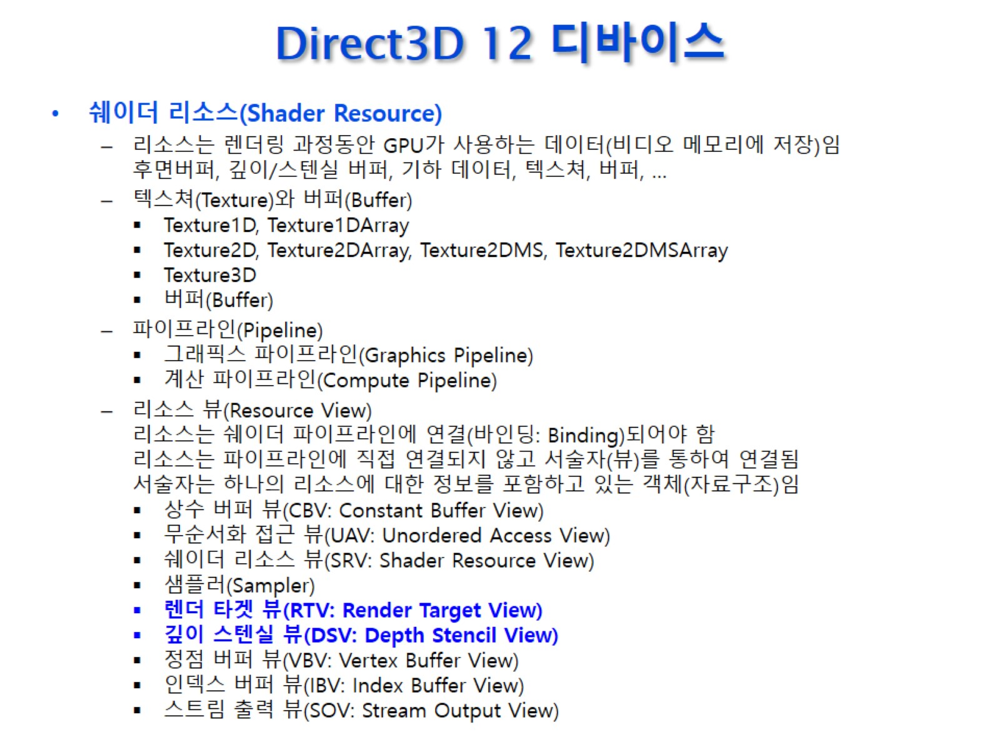 Direct3D 12 디바이스
• 쉐이더 리소스(Shader Resource)
– 리소스는 렌더링 과정동안 GPU가 사용하는 데이터(비디오 메모리에 저장)임
후면버퍼, 깊이/스텐실 버퍼, 기하 데이터, 텍스쳐, 버퍼, ...
– 텍스쳐(Texture)와 버퍼(Buffer)
▪ Texture1D, Texture1DArray
▪ Texture2D, Texture2DArray, Texture2DMS, Texture2DMSArray
▪ Texture3D
▪ 버퍼(Buffer)
– 파이프라인(Pipeline)
▪ 그래픽스 파이프라인(Graphics Pipeline)
▪ 계산 파이프라인(Compute Pipeline)
– 리소스 뷰(Resource View)
리소스는 쉐이더 파이프라인에 연결(바인딩: Binding)되어야 함
리소스는 파이프라인에 직접 연결되지 않고 서술자(뷰)를 통하여 연결됨
서술자는 하나의 리소스에 대한 정보를 포함하고 있는 객체(자료구조)임
▪ 상수 버퍼 뷰(CBV: Constant Buffer View)
▪ 무순서화 접근 뷰(UAV: Unordered Access View)
▪ 쉐이더 리소스 뷰(SRV: Shader Resource View)
▪ 샘플러(Sampler)
▪ 렌더 타겟 뷰(RTV: Render Target View)
▪ 깊이 스텐실 뷰(DSV: Depth Stencil View)
▪ 정점 버퍼 뷰(VBV: Vertex Buffer View)
▪ 인덱스 버퍼 뷰(IBV: Index Buffer View)
▪ 스트림 출력 뷰(SOV: Stream Output View)